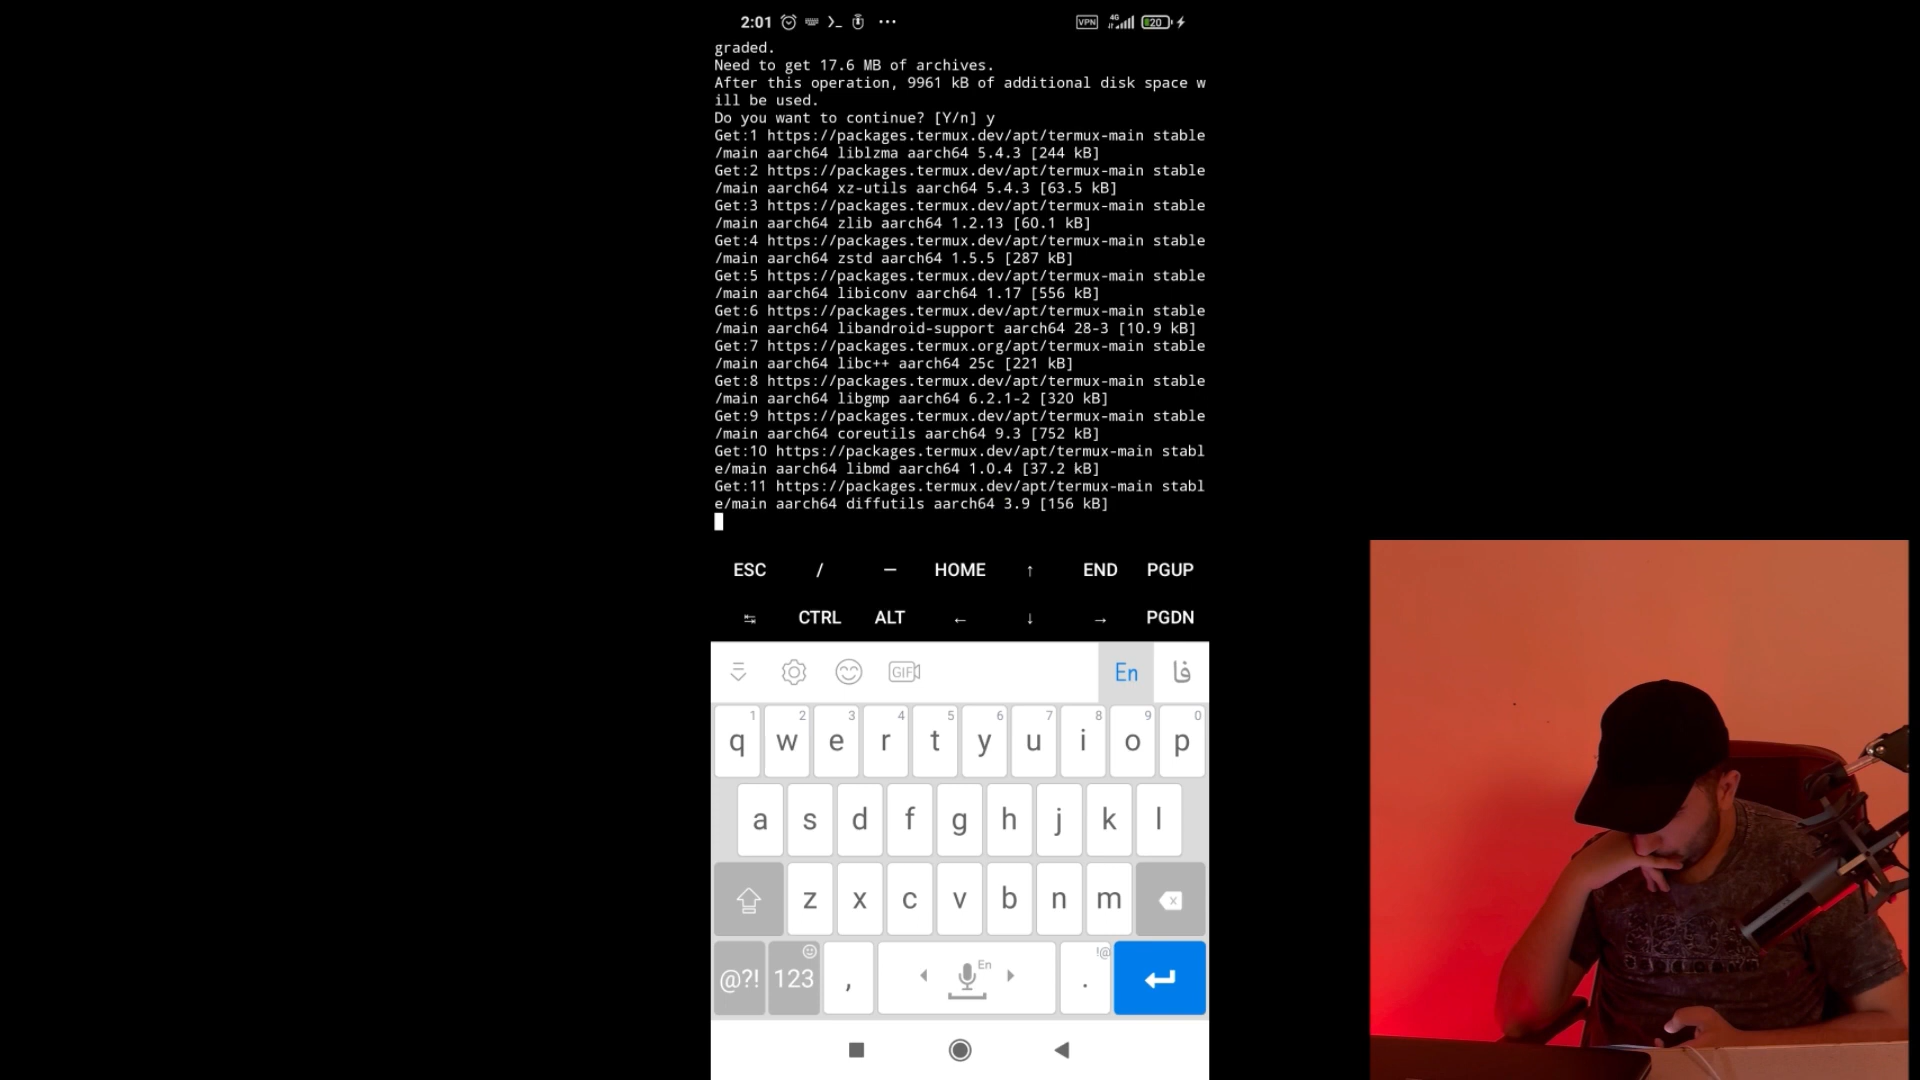 2:01 ••• VPN 4G 20
graded.
Need to get 17.6 MB of archives.
After this operation, 9961 kB of additional disk space w
ill be used.
Do you want to continue? [Y/n] y
Get:1 https://packages.termux.dev/apt/termux-main stable
/main aarch64 liblzma aarch64 5.4.3 [244 kB]
Get:2 https://packages.termux.dev/apt/termux-main stable
/main aarch64 xz-utils aarch64 5.4.3 [63.5 kB]
Get:3 https://packages.termux.dev/apt/termux-main stable
/main aarch64 zlib aarch64 1.2.13 [60.1 kB]
Get:4 https://packages.termux.dev/apt/termux-main stable
/main aarch64 zstd aarch64 1.5.5 [287 kB]
Get:5 https://packages.termux.dev/apt/termux-main stable
/main aarch64 libiconv aarch64 1.17 [556 kB]
Get:6 https://packages.termux.dev/apt/termux-main stable
/main aarch64 libandroid-support aarch64 28-3 [10.9 kB]
Get:7 https://packages.termux.org/apt/termux-main stable
/main aarch64 libc++ aarch64 25c [221 kB]
Get:8 https://packages.termux.dev/apt/termux-main stable
/main aarch64 libgmp aarch64 6.2.1-2 [320 kB]
Get:9 https://packages.termux.dev/apt/termux-main stable
/main aarch64 coreutils aarch64 9.3 [752 kB]
Get:10 https://packages.termux.dev/apt/termux-main stabl
e/main aarch64 libmd aarch64 1.0.4 [37.2 kB]
Get:11 https://packages.termux.dev/apt/termux-main stabl
e/main aarch64 diffutils aarch64 3.9 [156 kB]
ESC / — HOME ↑ END PGUP
↹ CTRL ALT ← ↓ → PGDN
GIF En فا
1 2 3 4 5 6 7 8 9 0
q w e r t y u i o p
a s d f g h j k l
z x c v b n m
@?! 123 , En . !@